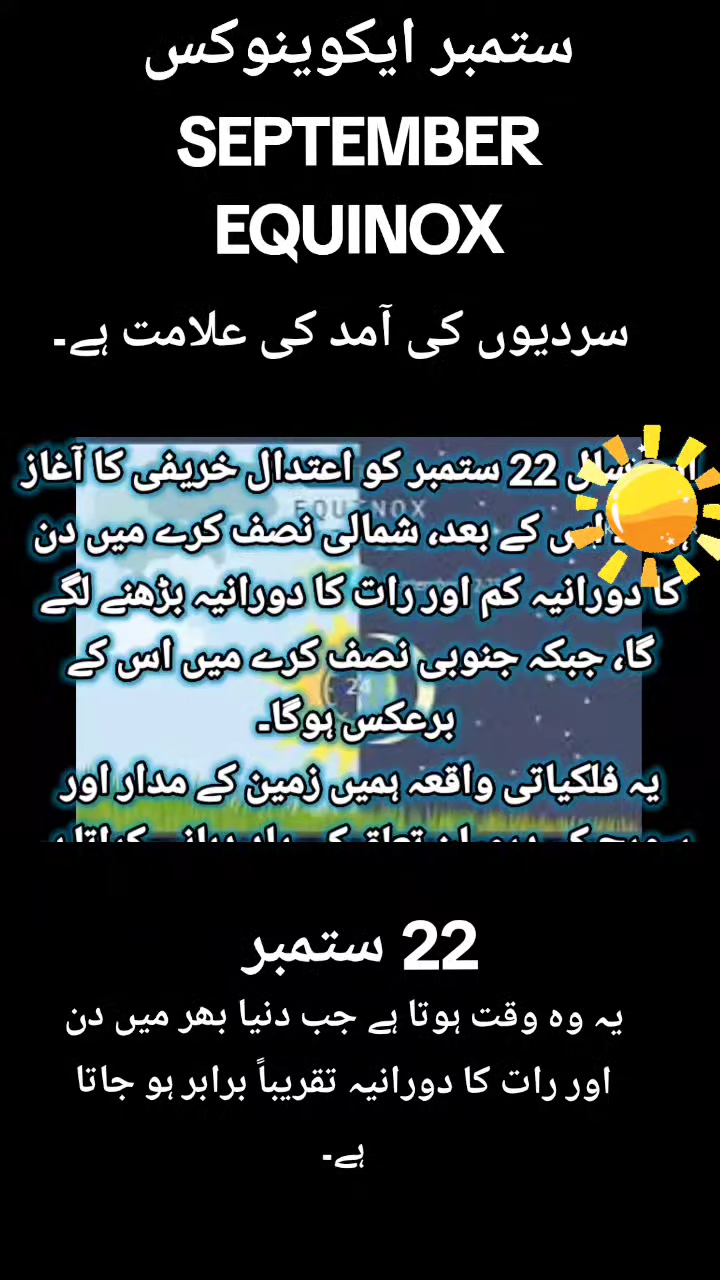 ستمبر ایکوینوکس
SEPTEMBER
EQUINOX
سردیوں کی آمد کی علامت ہے۔
سال 22 ستمبر کو اعتدال خریفی کا آغاز
اس کے بعد، شمالی نصف کرے میں دن
کا دورانیہ کم اور رات کا دورانیہ بڑھنے لگے
گا، جبکہ جنوبی نصف کرے میں اس کے
برعکس ہوگا۔
یہ فلکیاتی واقعہ ہمیں زمین کے مدار اور
EQUINOX
24
22 ستمبر
یہ وہ وقت ہوتا ہے جب دنیا بھر میں دن
اور رات کا دورانیہ تقریباً برابر ہو جاتا
ہے۔